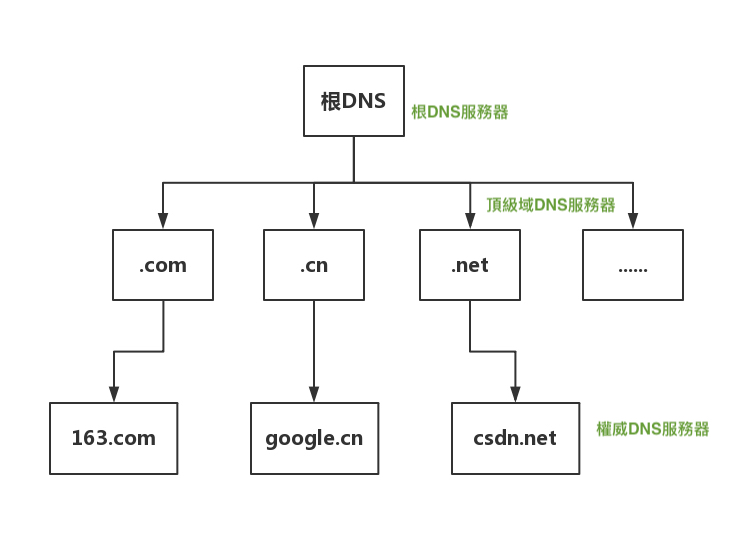 根DNS
根DNS服務器
頂級域DNS服務器
.com
.cn
.net
......
163.com
google.cn
csdn.net
權威DNS服務器